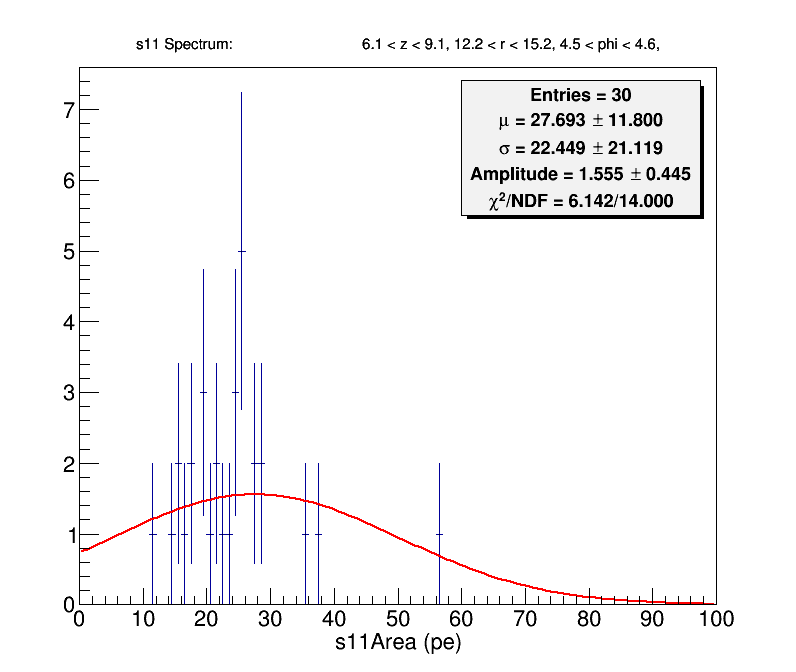 s11 Spectrum: 6.1 < z < 9.1, 12.2 < r < 15.2, 4.5 < phi < 4.6,
Entries = 30
μ = 27.693 ± 11.800
σ = 22.449 ± 21.119
Amplitude = 1.555 ± 0.445
χ²/NDF = 6.142/14.000
7
6
5
4
3
2
1
0
0 10 20 30 40 50 60 70 80 90 100
s11Area (pe)